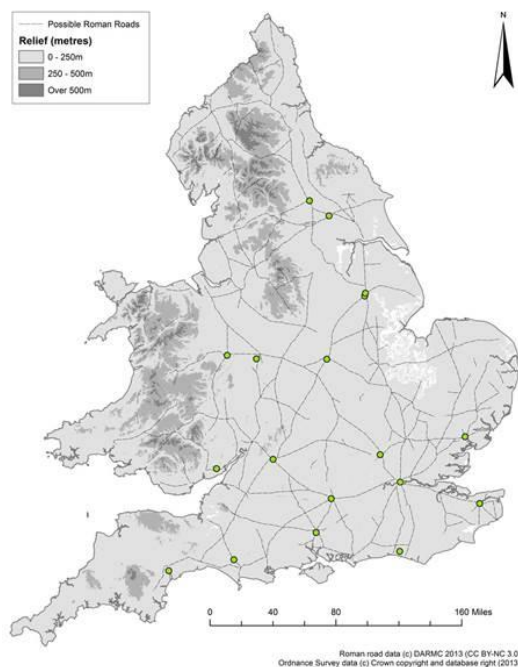 Possible Roman Roads
Relief (metres)
0 - 250m
250 - 500m
Over 500m
N
0 40 80 160 Miles
Roman road data (c) DARMC 2013 (CC BY-NC 3.0
Ordnance Survey data (c) Crown copyright and database right (2013